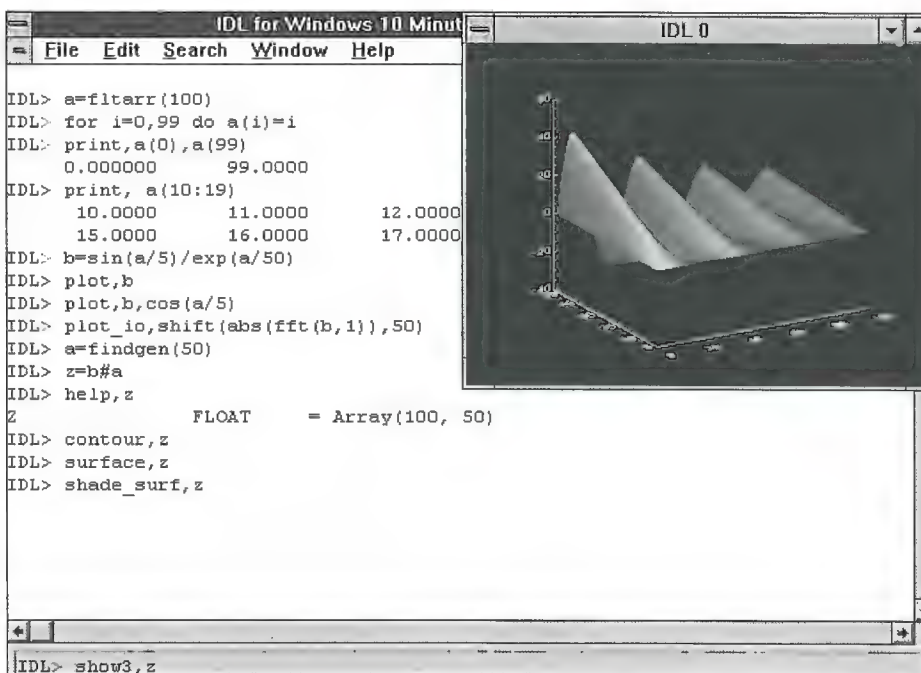 IDL for Windows 10 Minut
File Edit Search Window Help
IDL 0
IDL> a=fltarr(100)
IDL> for i=0,99 do a(i)=i
IDL> print,a(0),a(99)
0.000000 99.0000
IDL> print, a(10:19)
10.0000 11.0000 12.0000
15.0000 16.0000 17.0000
IDL> b=sin(a/5)/exp(a/50)
IDL> plot,b
IDL> plot,b,cos(a/5)
IDL> plot_io,shift(abs(fft(b,1)),50)
IDL> a=findgen(50)
IDL> z=b#a
IDL> help,z
Z FLOAT = Array(100, 50)
IDL> contour,z
IDL> surface,z
IDL> shade_surf,z
IDL> show3,z